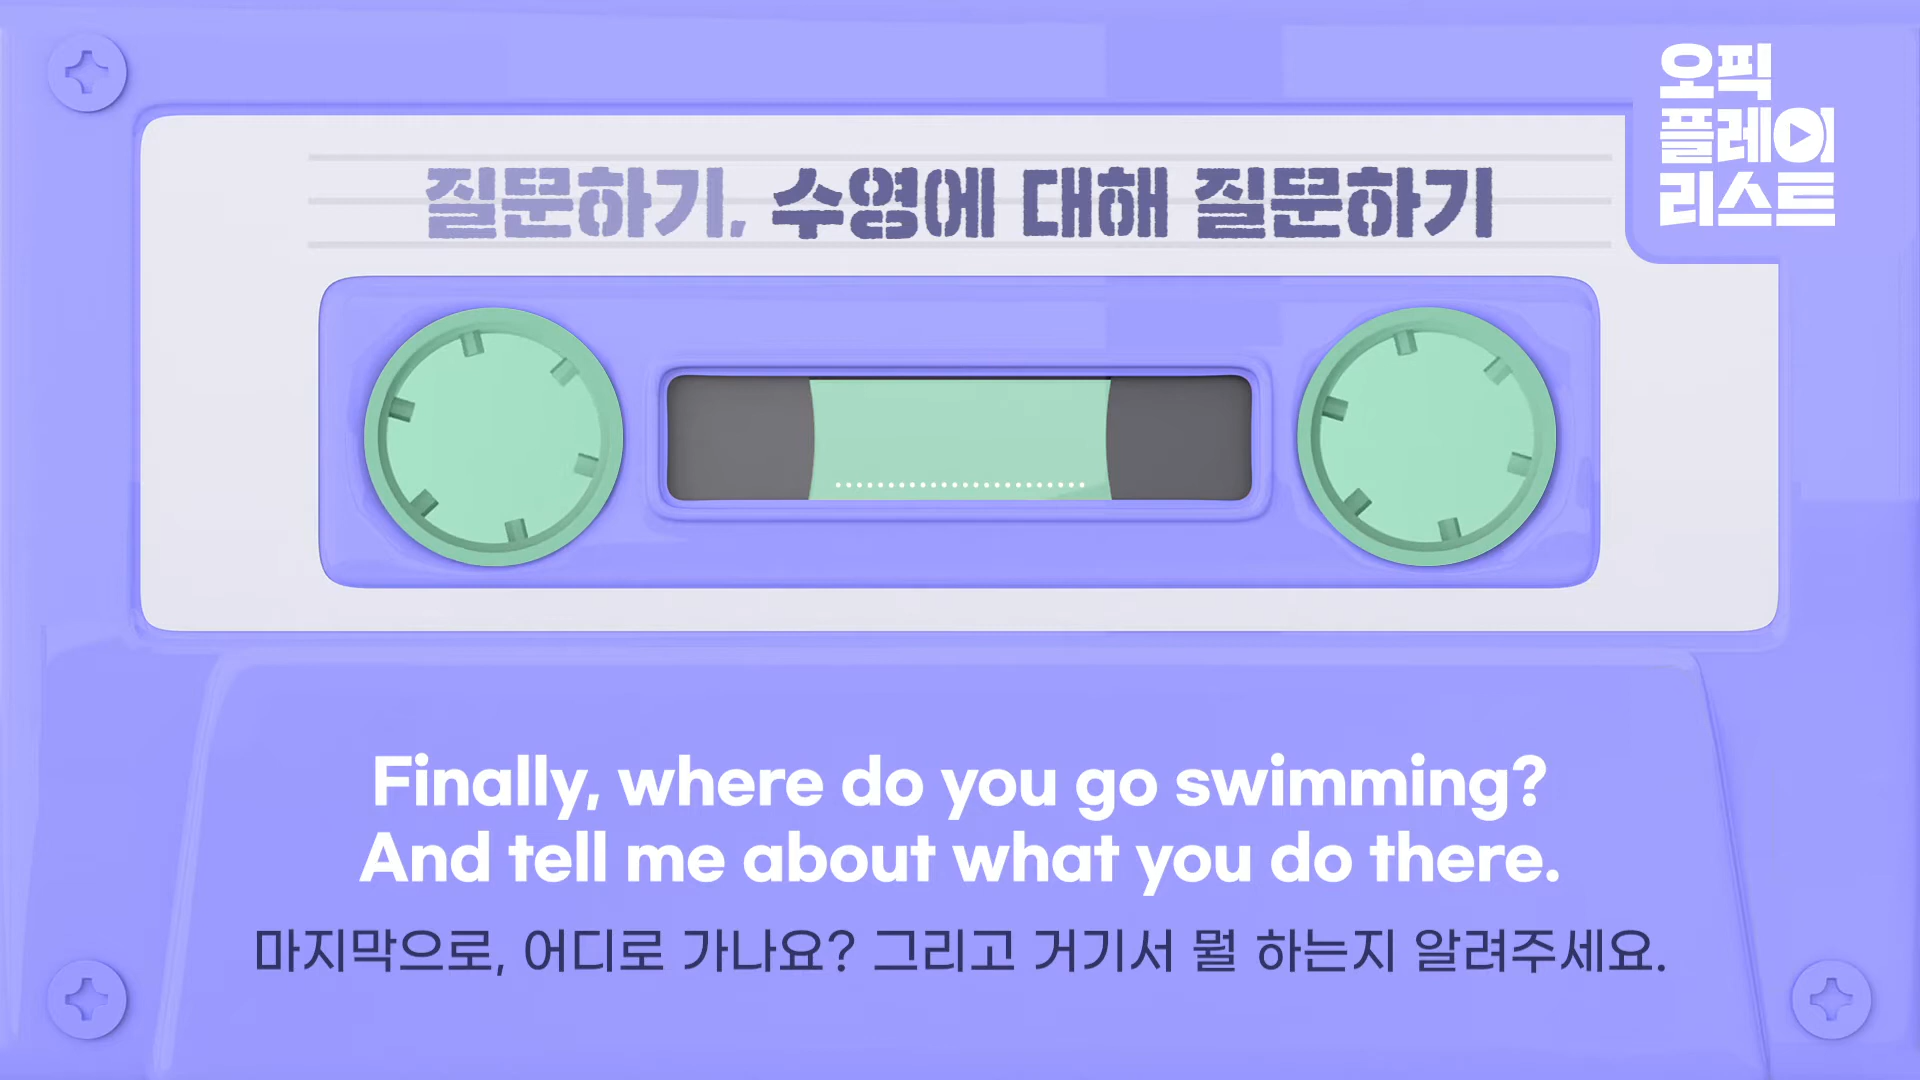 오픽
플레이
리스트
질문하기, 수영에 대해 질문하기
Finally, where do you go swimming?
And tell me about what you do there.
마지막으로, 어디로 가나요? 그리고 거기서 뭘 하는지 알려주세요.